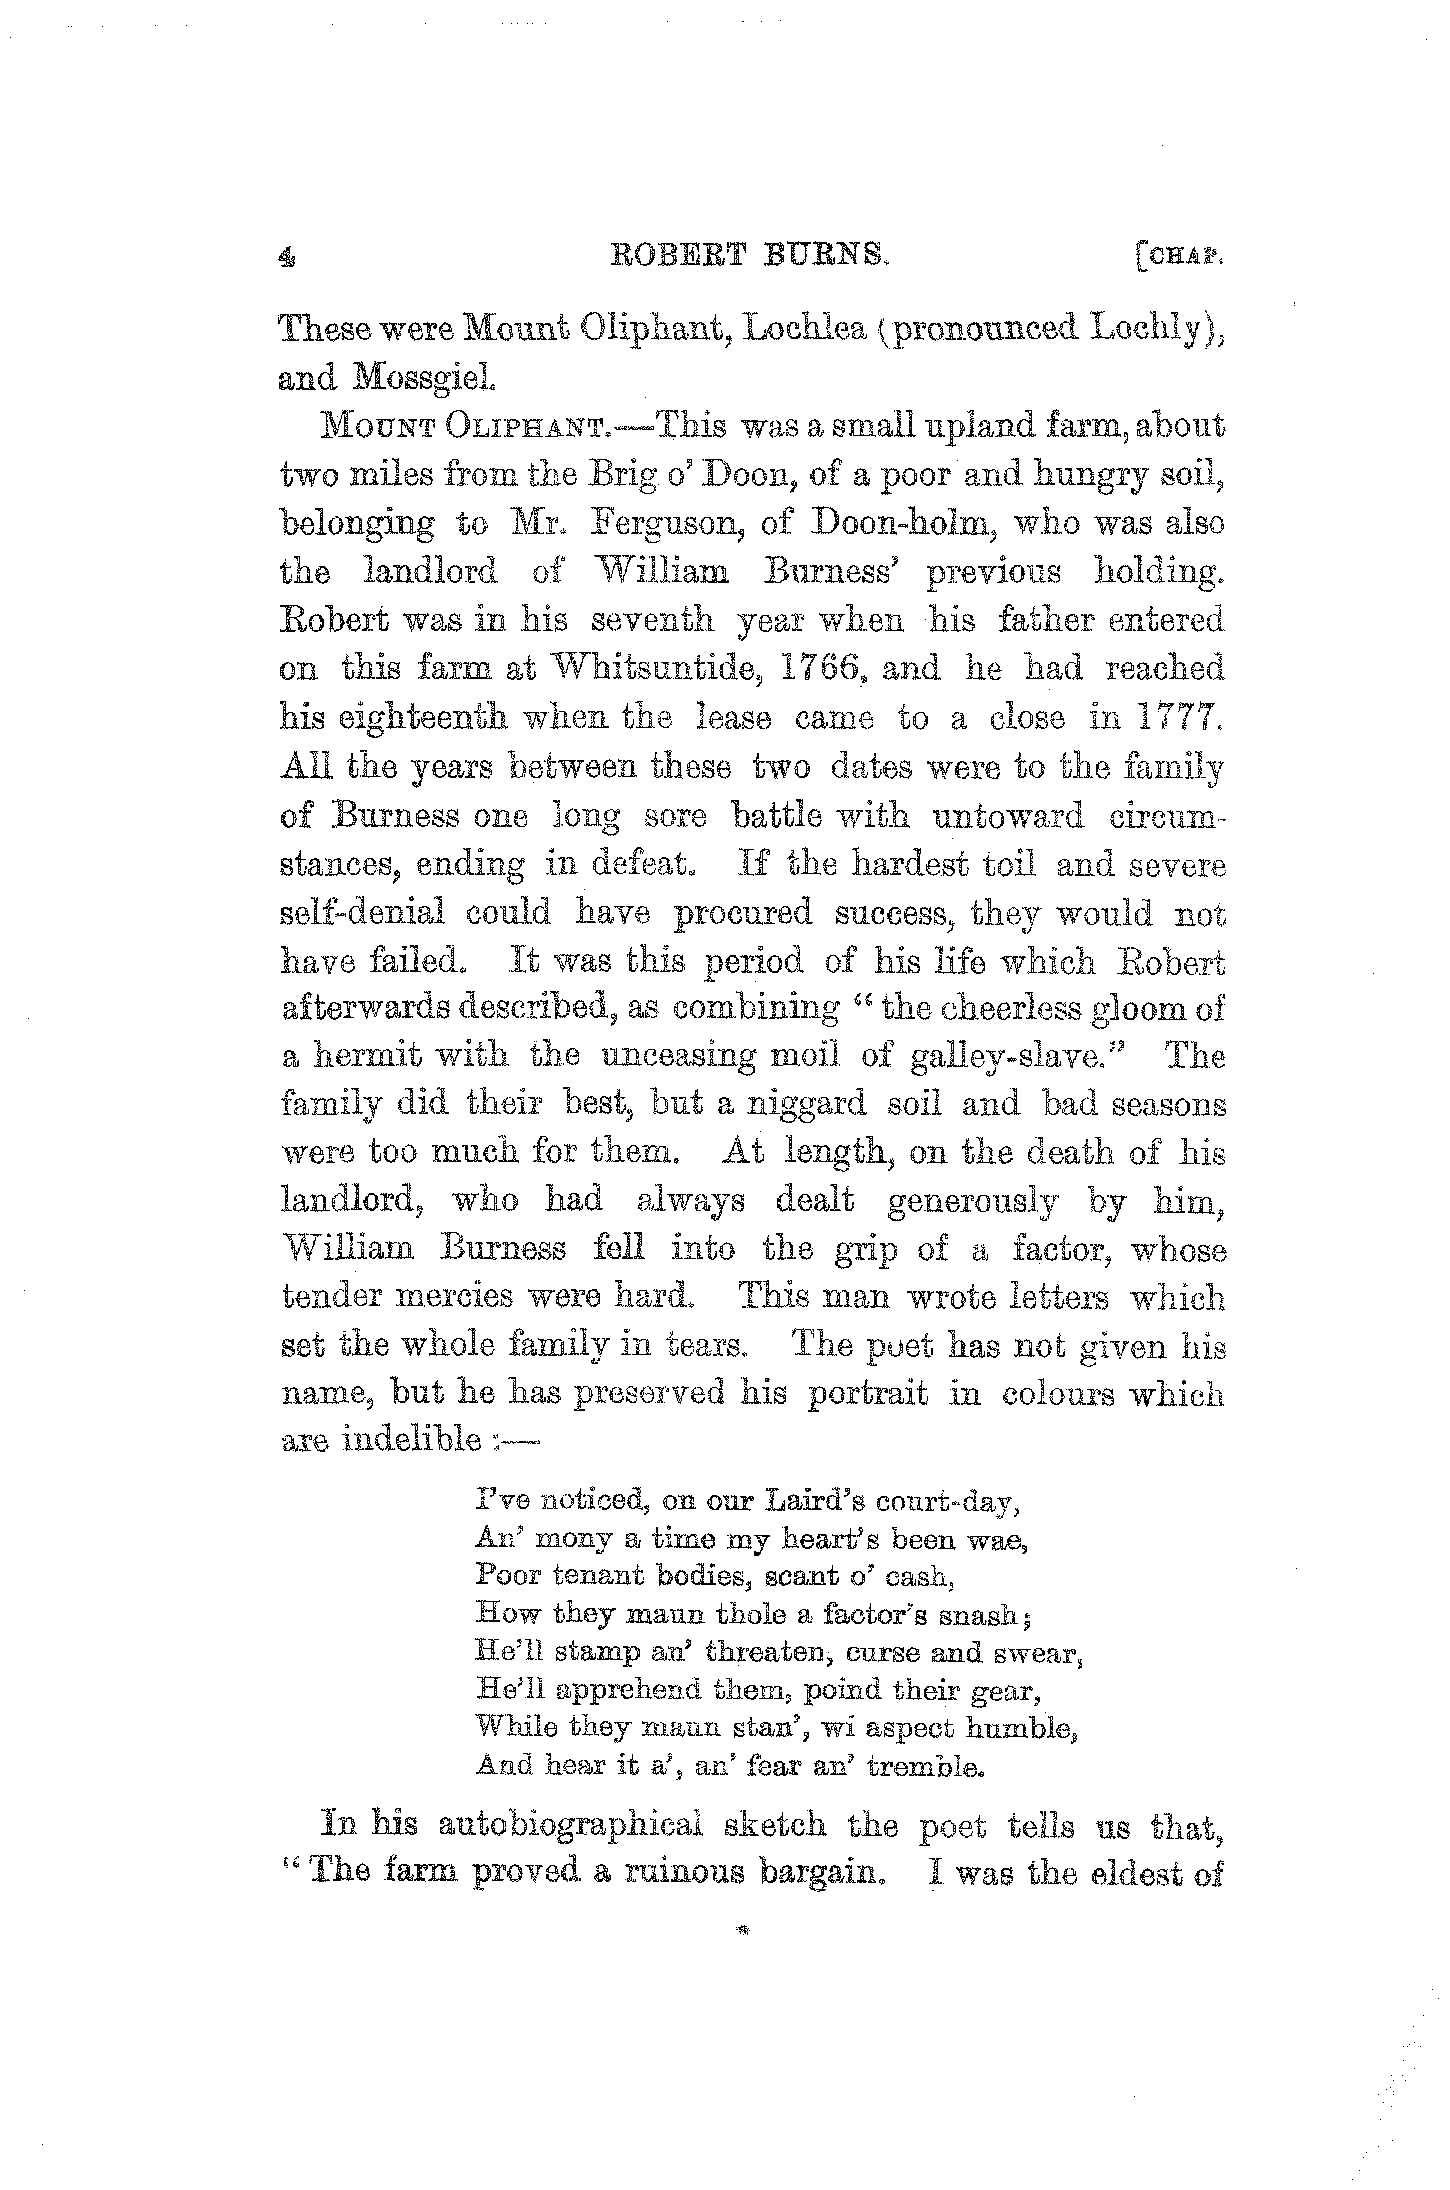 4 ROBERT BURNS. [CHAP.
These were Mount Oliphant, Lochlea (pronounced Lochly),
and Mossgiel.
MOUNT OLIPHANT.—This was a small upland farm, about
two miles from the Brig o' Doon, of a poor and hungry soil,
belonging to Mr. Ferguson, of Doon-holm, who was also
the landlord of William Burness' previous holding.
Robert was in his seventh year when his father entered
on this farm at Whitsuntide, 1766, and he had reached
his eighteenth when the lease came to a close in 1777.
All the years between these two dates were to the family
of Burness one long sore battle with untoward circum-
stances, ending in defeat. If the hardest toil and severe
self-denial could have procured success, they would not
have failed. It was this period of his life which Robert
afterwards described, as combining "the cheerless gloom of
a hermit with the unceasing moil of galley-slave." The
family did their best, but a niggard soil and bad seasons
were too much for them. At length, on the death of his
landlord, who had always dealt generously by him,
William Burness fell into the grip of a factor, whose
tender mercies were hard. This man wrote letters which
set the whole family in tears. The poet has not given his
name, but he has preserved his portrait in colours which
are indelible :—
I've noticed, on our Laird's court-day,
An' mony a time my heart's been wae,
Poor tenant bodies, scant o' cash,
How they maun thole a factor's snash;
He'll stamp an' threaten, curse and swear,
He'll apprehend them, poind their gear,
While they maun stan', wi aspect humble,
And hear it a', an' fear an' tremble.
In his autobiographical sketch the poet tells us that,
"The farm proved a ruinous bargain. I was the eldest of
*